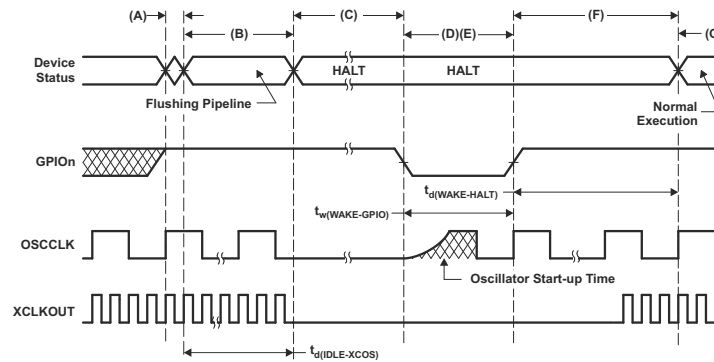 (A)
(B)
(C)
(D)(E)
(F)
(G
Device
Status
HALT
HALT
Flushing Pipeline
Normal
Execution
GPIOn
td(WAKE-HALT)
tw(WAKE-GPIO)
OSCCLK
Oscillator Start-up Time
XCLKOUT
td(IDLE-XCOS)